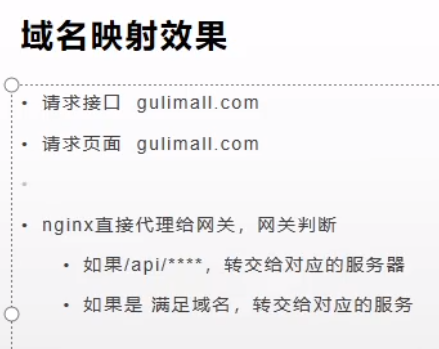 域名映射效果
• 请求接口 gulimall.com
• 请求页面 gulimall.com
•
• nginx直接代理给网关，网关判断
• 如果/api/****，转交给对应的服务器
• 如果是 满足域名，转交给对应的服务